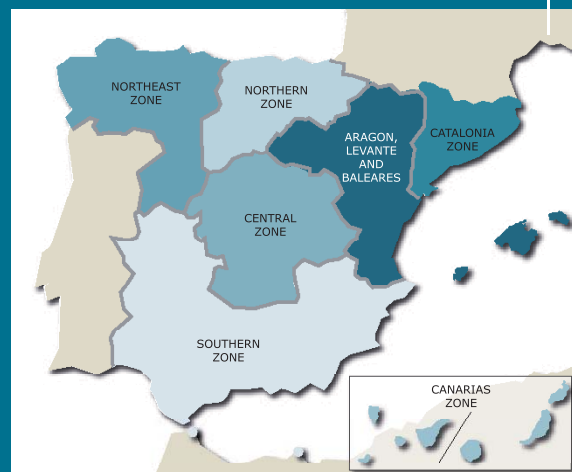 NORTHEAST
ZONE
NORTHERN
ZONE
ARAGON,
LEVANTE
AND
BALEARES
CATALONIA
ZONE
CENTRAL
ZONE
SOUTHERN
ZONE
CANARIAS
ZONE